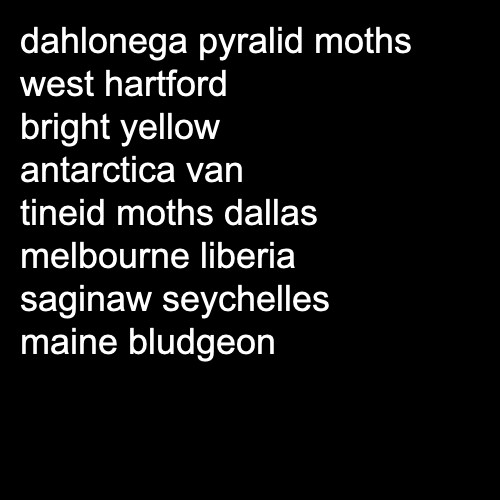 dahlonega pyralid moths
west hartford
bright yellow
antarctica van
tineid moths dallas
melbourne liberia
saginaw seychelles
maine bludgeon